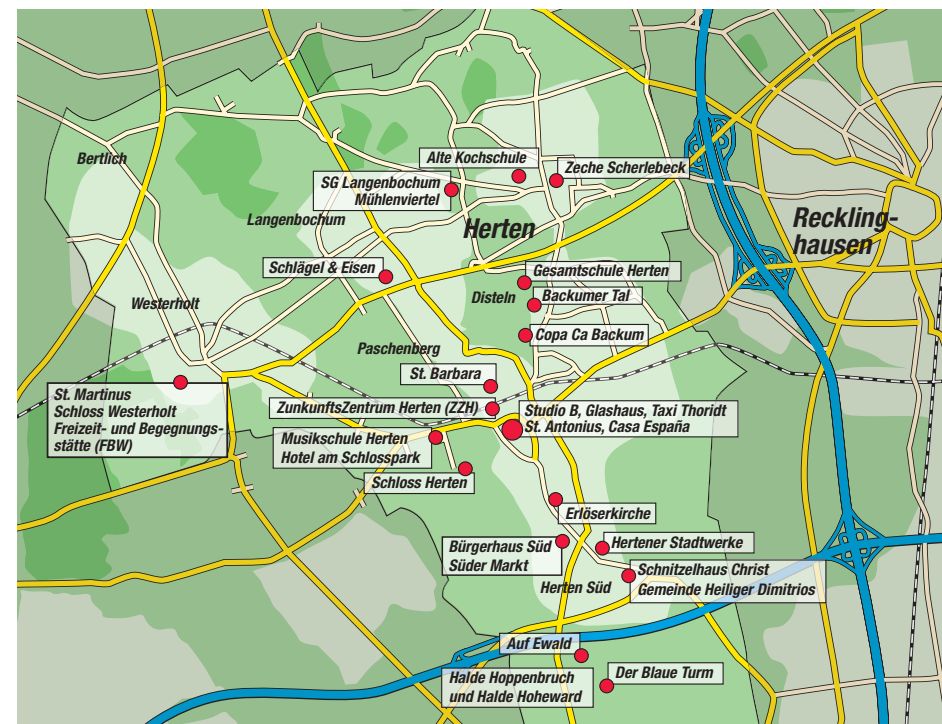 Alte Kochschule
Bertlich
Zeche Scherlebeck
SG Langenbochum
Mühlenviertel
Langenbochum
Herten
Reckling-
hausen
Schlägel & Eisen
Gesamtschule Herten
Disteln
Backumer Tal
Westerholt
Copa Ca Backum
Paschenberg
St. Barbara
St. Martinus
Schloss Westerholt
Freizeit- und Begegnungs-
stätte (FBW)
ZunkunftsZentrum Herten (ZZH)
Studio B, Glashaus, Taxi Thoridt
St. Antonius, Casa España
Musikschule Herten
Hotel am Schlosspark
Schloss Herten
Erlöserkirche
Bürgerhaus Süd
Süder Markt
Hertener Stadtwerke
Schnitzelhaus Christ
Gemeinde Heiliger Dimitrios
Herten Süd
Auf Ewald
Halde Hoppenbruch
und Halde Hoheward
Der Blaue Turm